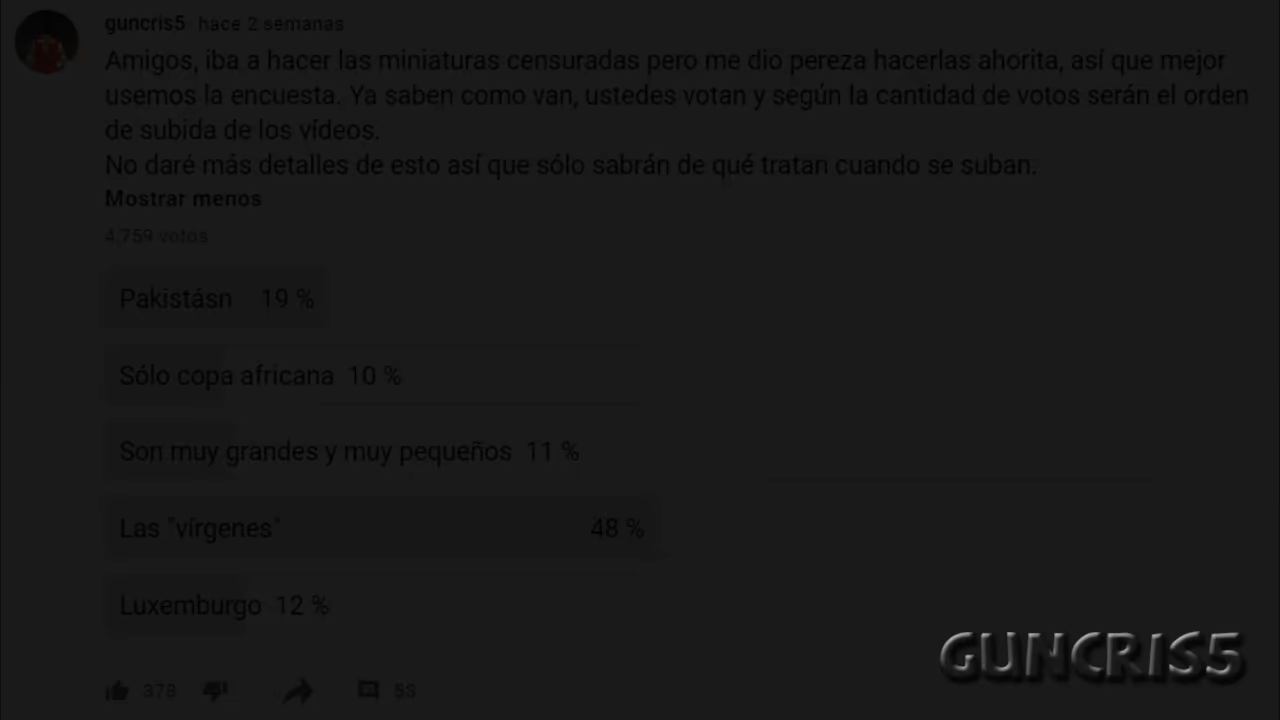 guncris5 hace 2 semanas
Amigos, iba a hacer las miniaturas censuradas pero me dio pereza hacerlas ahorita, así que mejor
usemos la encuesta. Ya saben como van, ustedes votan y según la cantidad de votos serán el orden
de subida de los vídeos.
No daré más detalles de esto así que sólo sabrán de qué tratan cuando se suban.
Mostrar menos
4,759 votos
Pakistásn 19 %
Sólo copa africana 10 %
Son muy grandes y muy pequeños 11 %
Las "vírgenes" 48 %
Luxemburgo 12 %
378 53
GUNCRIS5